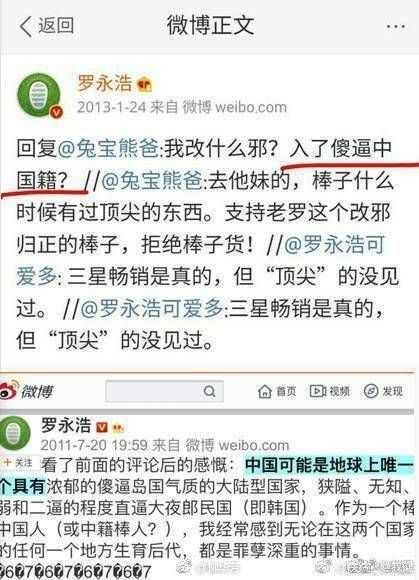 返回
微博正文
罗永浩
2013-1-24 来自 微博 weibo.com
回复@兔宝熊爸:我改什么邪？入了傻逼中
国籍？//@兔宝熊爸:去他妹的，棒子什么
时候有过顶尖的东西。支持老罗这个改邪
归正的棒子，拒绝棒子货！//@罗永浩可
爱多: 三星畅销是真的，但“顶尖”的没见
过。 //@罗永浩可爱多:三星畅销是真的，
但“顶尖”的没见过。
微博
首页
视频
发现
罗永浩
2011-7-20 19:59 来自 微博 weibo.com
+ 关注
看了前面的评论后的感慨：中国可能是地球上唯一
个具有浓郁的傻逼岛国气质的大陆型国家，狭隘、无知、
弱和二逼的程度直逼大夜郎民国（即韩国）。作为一个棒
中国人（或中籍棒人？），我经常感到无论在这两个国家
的任何一个地方生育后代，都是罪孽深重的事情。